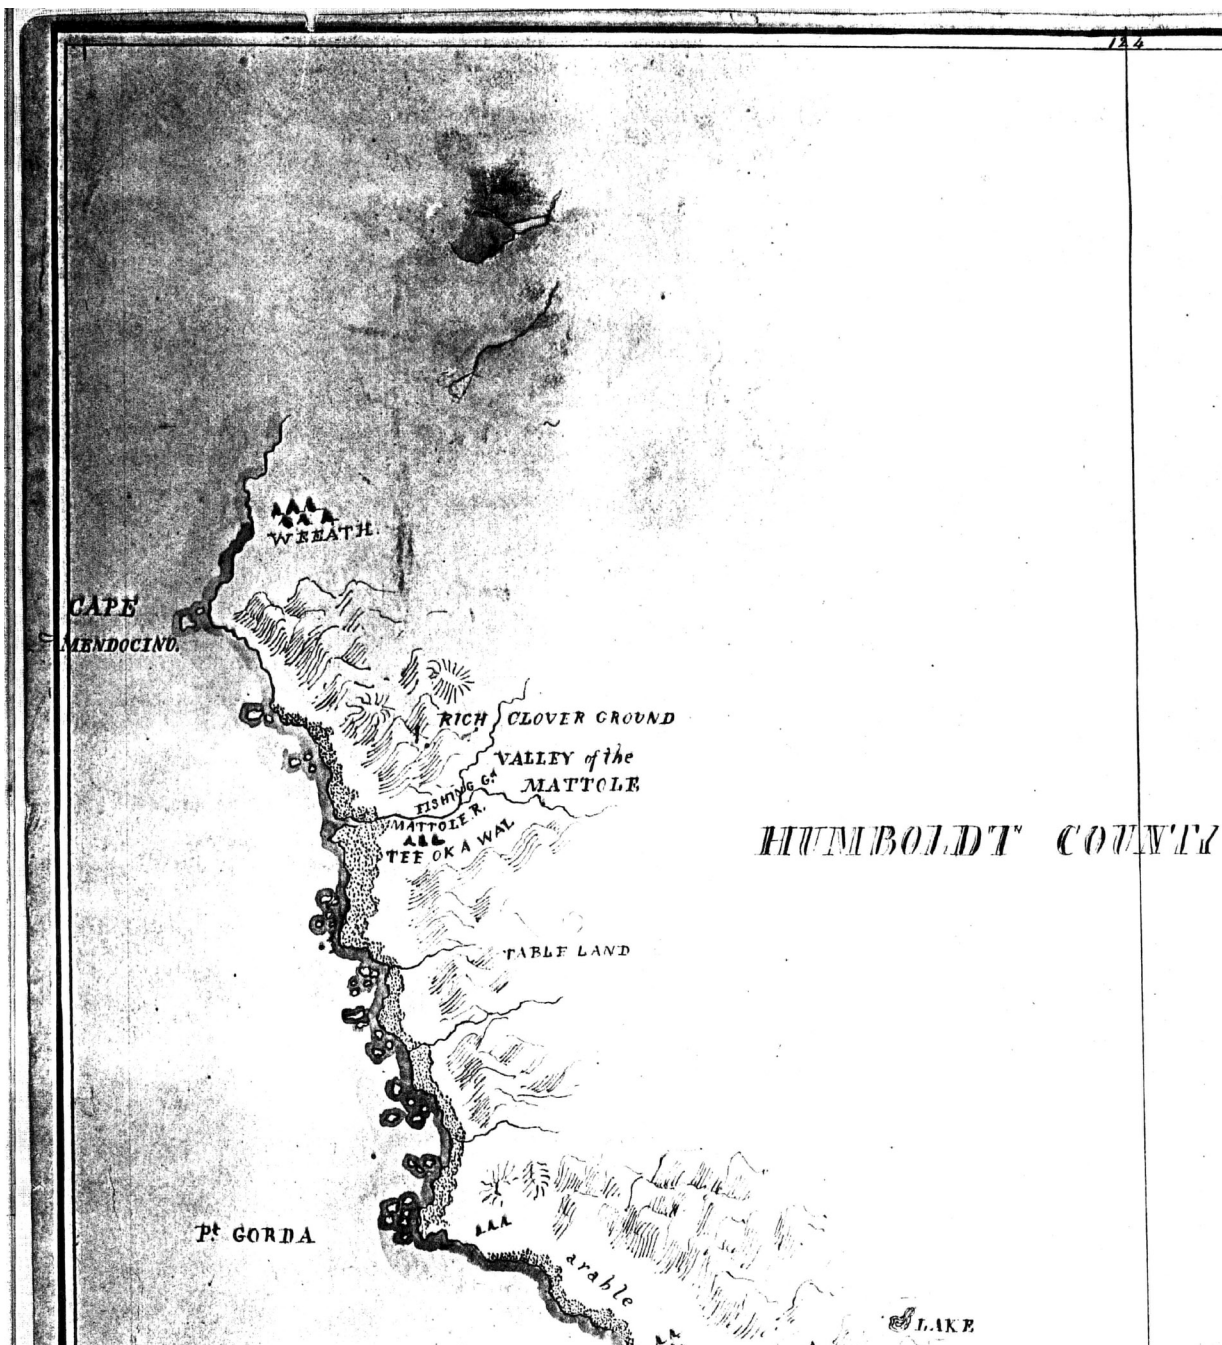 124
WREATH.
CAPE
MENDOCINO.
RICH CLOVER GROUND
VALLEY of the
MATTOLE
FISHING Gᵈ
MATTOLE R.
TEE OK A WAL
HUMBOLDT COUNTY
TABLE LAND
Pᵗ GORDA
arable
LAKE